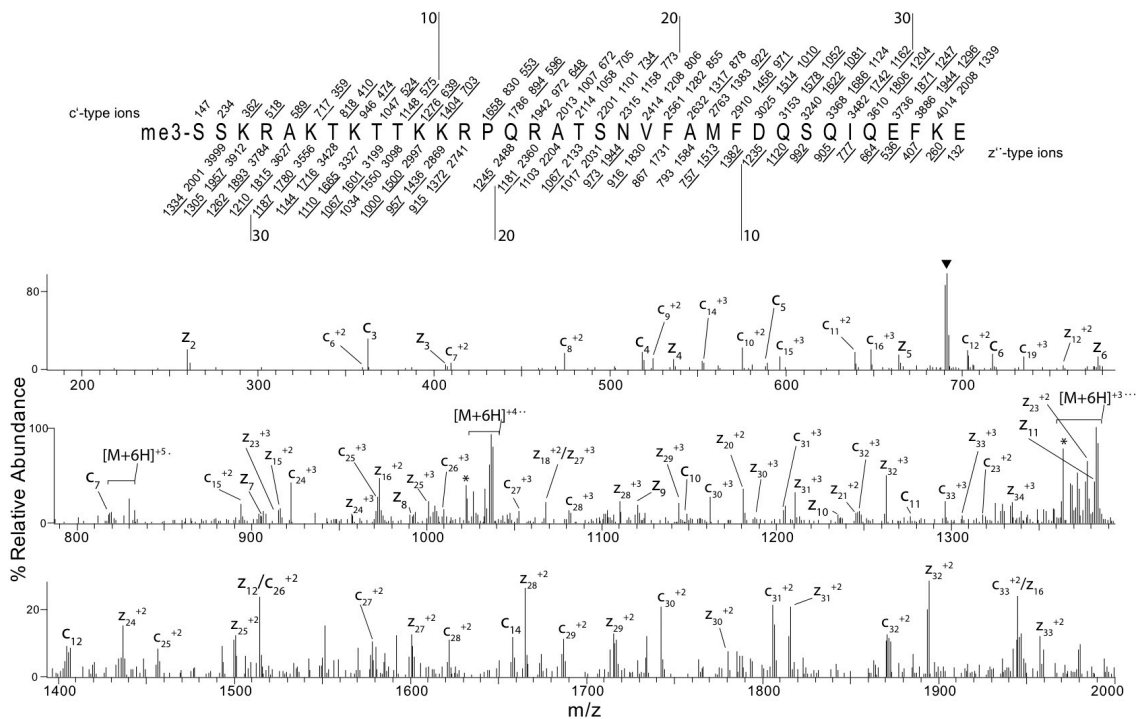 10
20
30
147
234
362
518
589
717 359
818 410
946 474
1047 524
1148 575
1276 639
1404 703
1658 830 553
1786 894 596
1942 972 648
2013 1007 672
2114 1058 705
2201 1101 734
2315 1158 773
2414 1208 806
2561 1282 855
2632 1317 878
2763 1383 922
2910 1456 971
3025 1514 1010
3153 1578 1052
3240 1622 1081
3368 1686 1124
3482 1742 1162
3610 1806 1204
3736 1871 1247
3886 1944 1296
4014 2008 1339
c'-type ions
me3-S S K R A K T K T T K K R P Q R A T S N V F A M F D Q S Q I Q E F K E
z¨-type ions
1334 2001 3999
1305 1957 3912
1262 1893 3784
1210 1815 3627
1187 1780 3556
1144 1716 3428
1110 1665 3327
1067 1601 3199
1034 1550 3098
1000 1500 2997
957 1436 2869
915 1372 2741
1245 2488
1181 2360
1103 2204
1067 2133
1017 2031
973 1944
916 1830
867 1731
793 1584
757 1513
1382
1235
1120
992
905
777
664
536
407
260
132
30
20
10
% Relative Abundance
80
0
z2 c6+2 c3 z3 c7+2 c8+2 c4 c9+2 z4 c14+3 c10+2 c5 c15+3 c11+2 c16+3 z5 c12+2 c6 c19+3 z12+2 z6
200 300 400 500 600 700
100
0
c7 [M+6H]+5· c15+2 z7 z23+3 z15+2 c24+3 z24+3 c25+3 z16+2 z8 z25+3 c26+3 * [M+6H]+4·· c27+3 z18+2/z27+3 c28+3 z28+3 z9 z29+3 c10 c30+3 z20+2 z30+3 c31+3 z31+3 z10 z21+2 c32+3 z32+3 c11 c33+3 z33+3 c23+2 z34+3 * z11 z23+2 [M+6H]+3···
800 900 1000 1100 1200 1300
20
0
c12 z24+2 c25+2 z25+2 z12/c26+2 c27+2 z27+2 c28+2 c14 z28+2 c29+2 z29+2 c30+2 z30+2 c31+2 z31+2 c32+2 z32+2 c33+2/z16 z33+2
1400 1500 1600 1700 1800 1900 2000
m/z